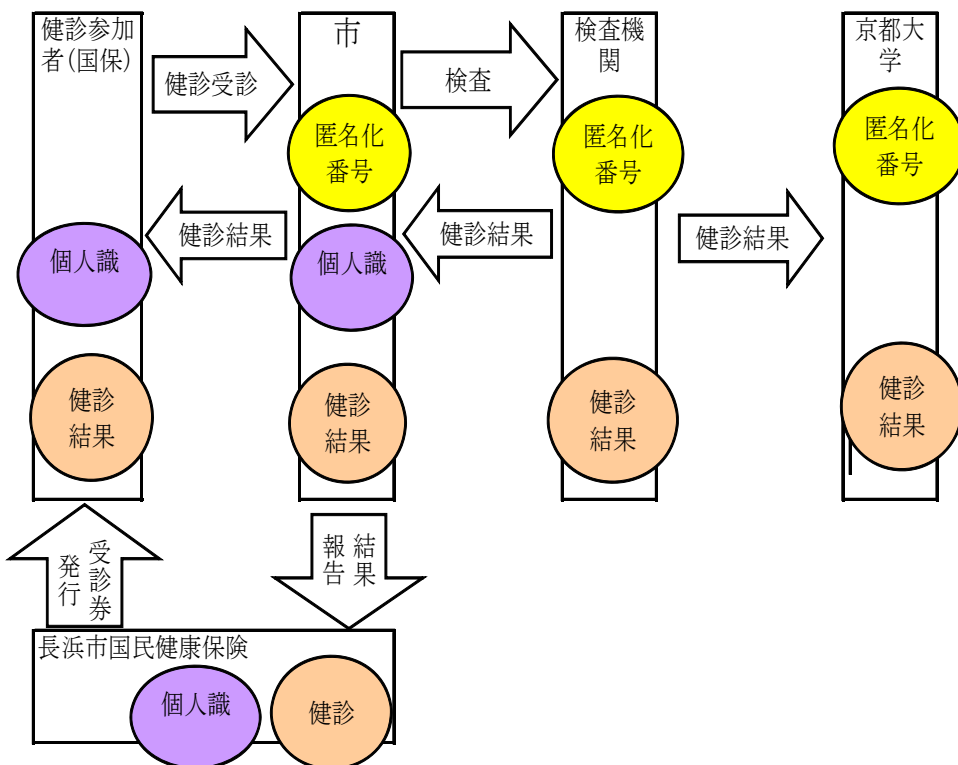 健診参加
者(国保)
健診受診
市
検査
検査機
関
京都大
学
匿名化
番号
匿名化
番号
匿名化
番号
健診結果
健診結果
健診結果
個人識
個人識
健診
結果
健診
結果
健診
結果
健診
結果
受診券
発行
結果
報告
長浜市国民健康保険
個人識
健診